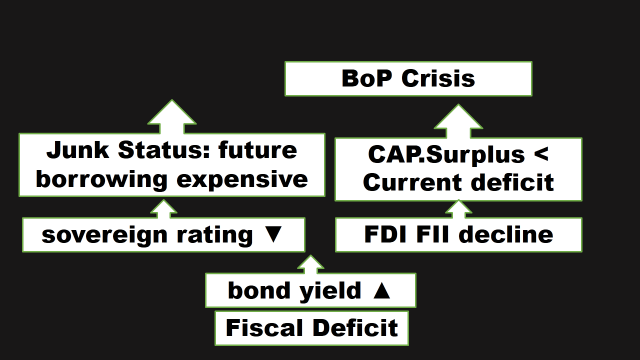 BoP Crisis
Junk Status: future
borrowing expensive
CAP.Surplus <
Current deficit
sovereign rating ▼
FDI FII decline
bond yield ▲
Fiscal Deficit